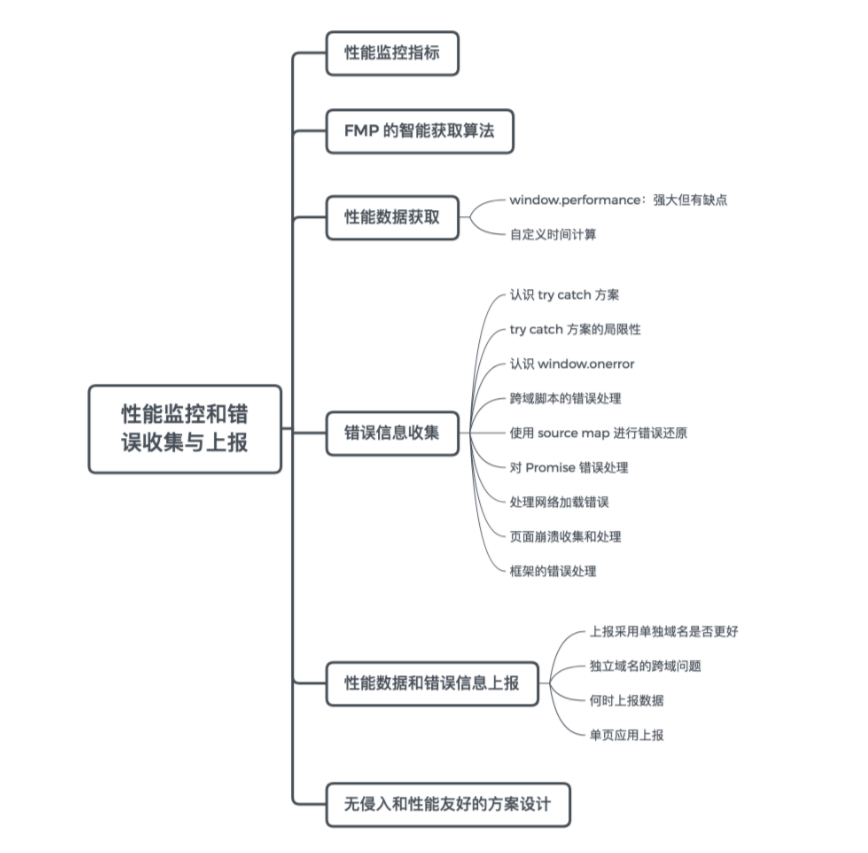 性能监控指标
FMP 的智能获取算法
性能数据获取
window.performance：强大但有缺点
自定义时间计算
性能监控和错
误收集与上报
错误信息收集
认识 try catch 方案
try catch 方案的局限性
认识 window.onerror
跨域脚本的错误处理
使用 source map 进行错误还原
对 Promise 错误处理
处理网络加载错误
页面崩溃收集和处理
框架的错误处理
性能数据和错误信息上报
上报采用单独域名是否更好
独立域名的跨域问题
何时上报数据
单页应用上报
无侵入和性能友好的方案设计